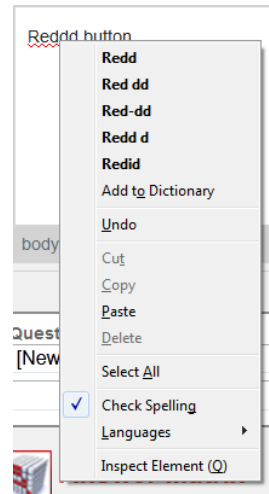 Reddd button
Redd
Red dd
Red-dd
Redd d
Redid
Add to Dictionary
Undo
Cut
Copy
Paste
Delete
Select All
Check Spelling
Languages
Inspect Element (Q)
body
Quest
[New